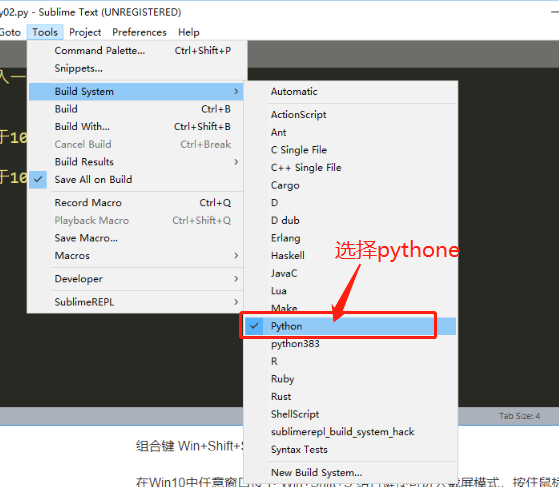 y02.py - Sublime Text (UNREGISTERED)
Goto Tools Project Preferences Help
Command Palette... Ctrl+Shift+P
Snippets...
Build System
Build Ctrl+B
Build With... Ctrl+Shift+B
Cancel Build Ctrl+Break
Build Results
Save All on Build
Record Macro Ctrl+Q
Playback Macro Ctrl+Shift+Q
Save Macro...
Macros
Developer
SublimeREPL
入一
于10
于10
Automatic
ActionScript
Ant
C Single File
C++ Single File
Cargo
D
D dub
Erlang
Haskell
JavaC
Lua
Make
Python
python383
R
Ruby
Rust
ShellScript
sublimerepl_build_system_hack
Syntax Tests
New Build System...
选择pythone
Tab Size: 4
组合键 Win+Shift+S
在Win10中任意窗口